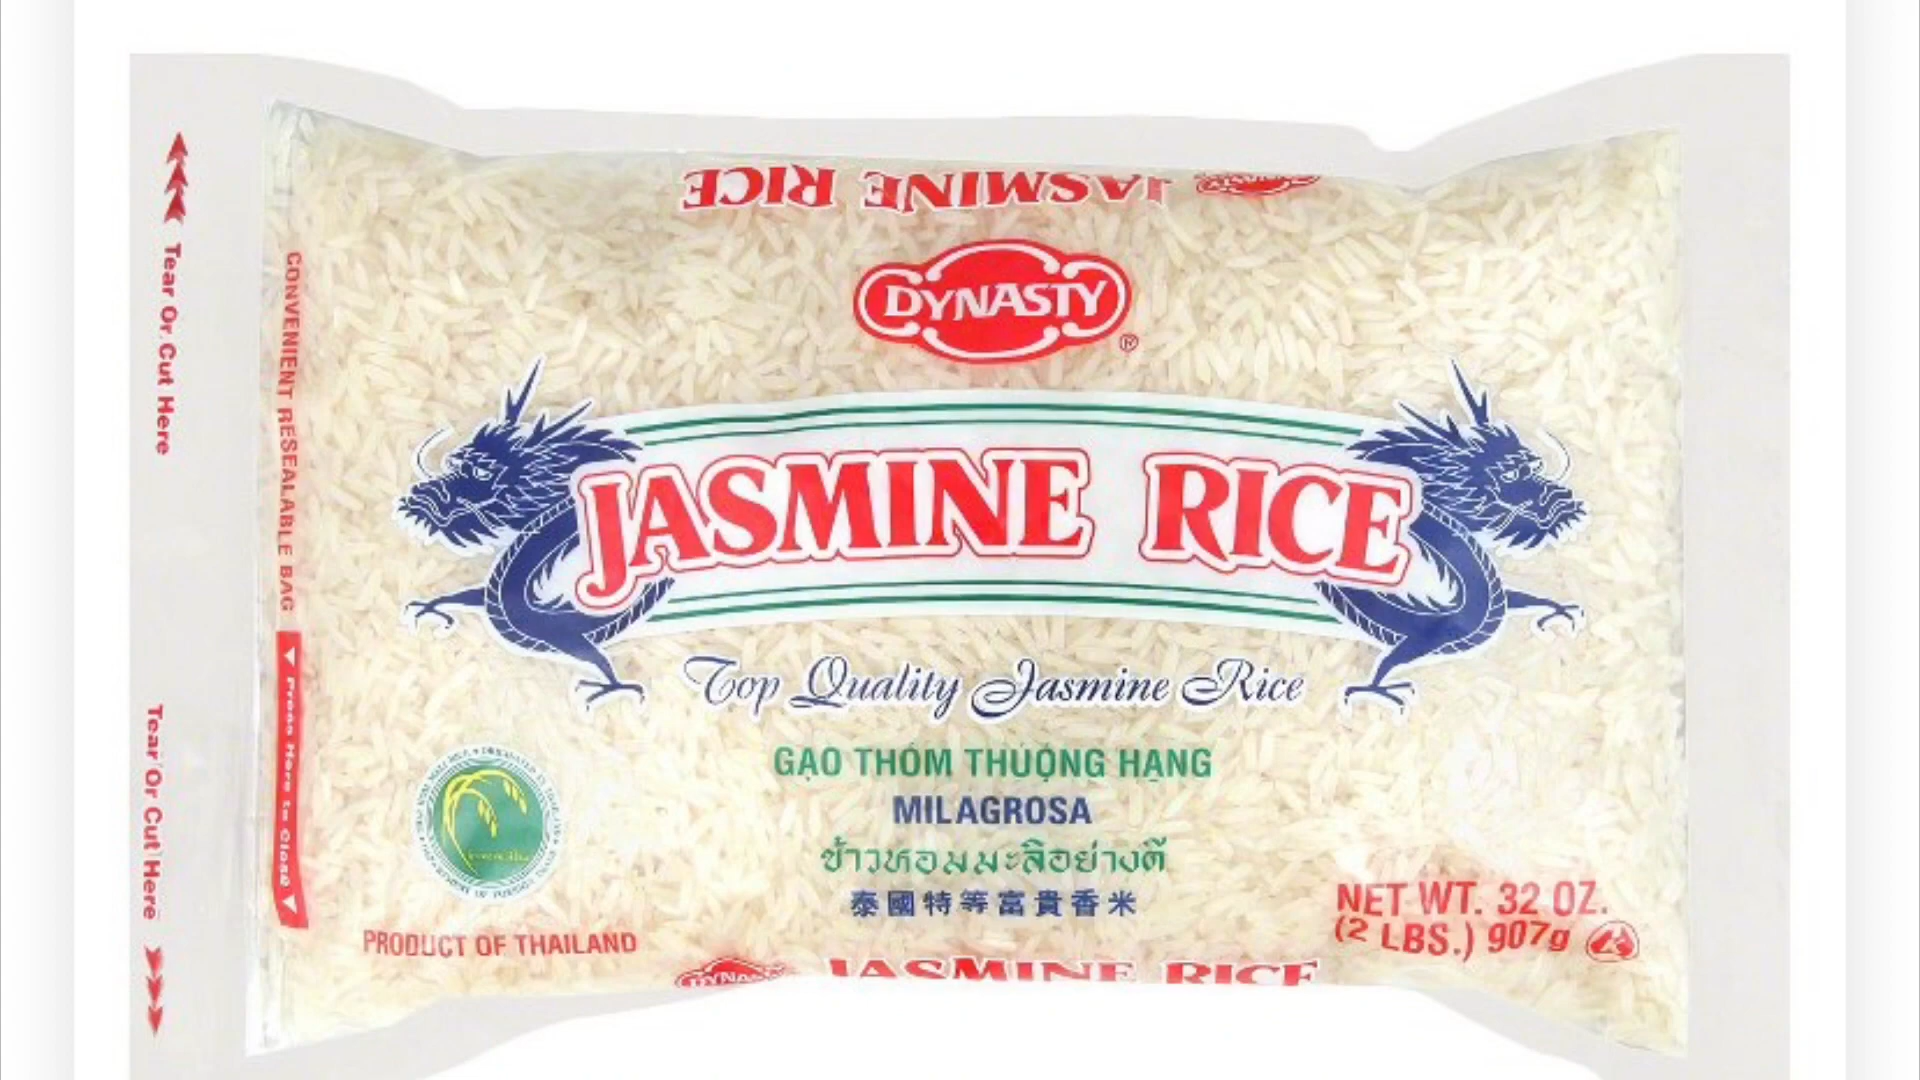 JASMINE RICE
DYNASTY
®
JASMINE RICE
Top Quality Jasmine Rice
GẠO THÓM THUỘNG HẠNG
MILAGROSA
ข้าวหอมมะลิอย่างดี
泰國特等富貴香米
NET WT. 32 OZ.
(2 LBS.) 907g
PRODUCT OF THAILAND
DYNASTY JASMINE RICE
Tear Or Cut Here
Tear Or Cut Here
CONVENIENT RESEALABLE BAG
Press Here to Close